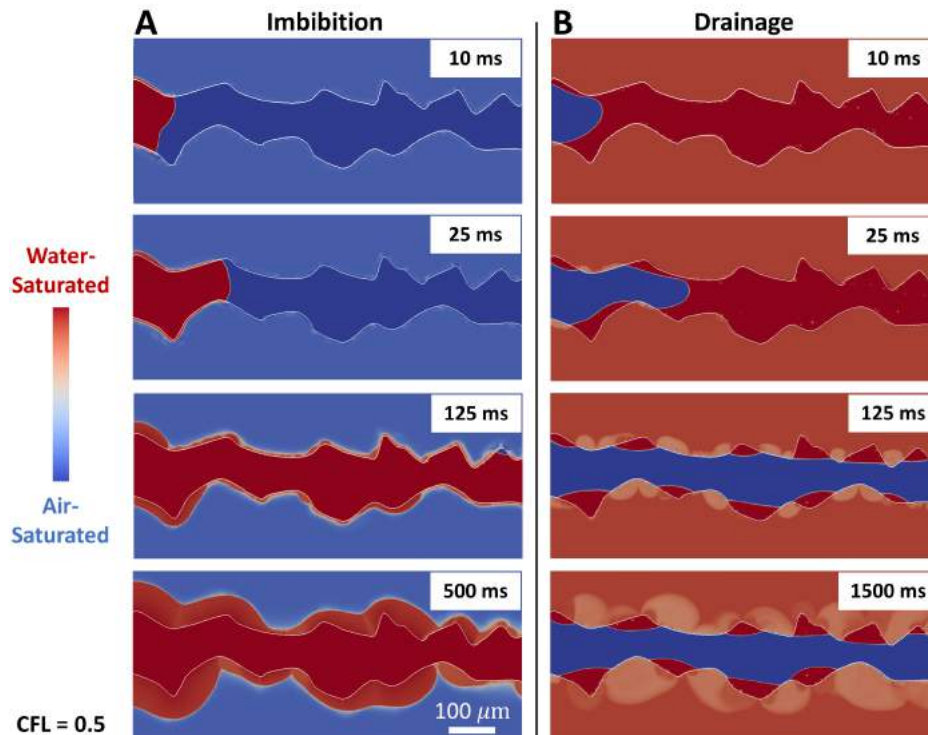 A
Imbibition
B
Drainage
10 ms
10 ms
25 ms
25 ms
Water-
Saturated
Air-
Saturated
125 ms
125 ms
500 ms
1500 ms
CFL = 0.5
100 μm